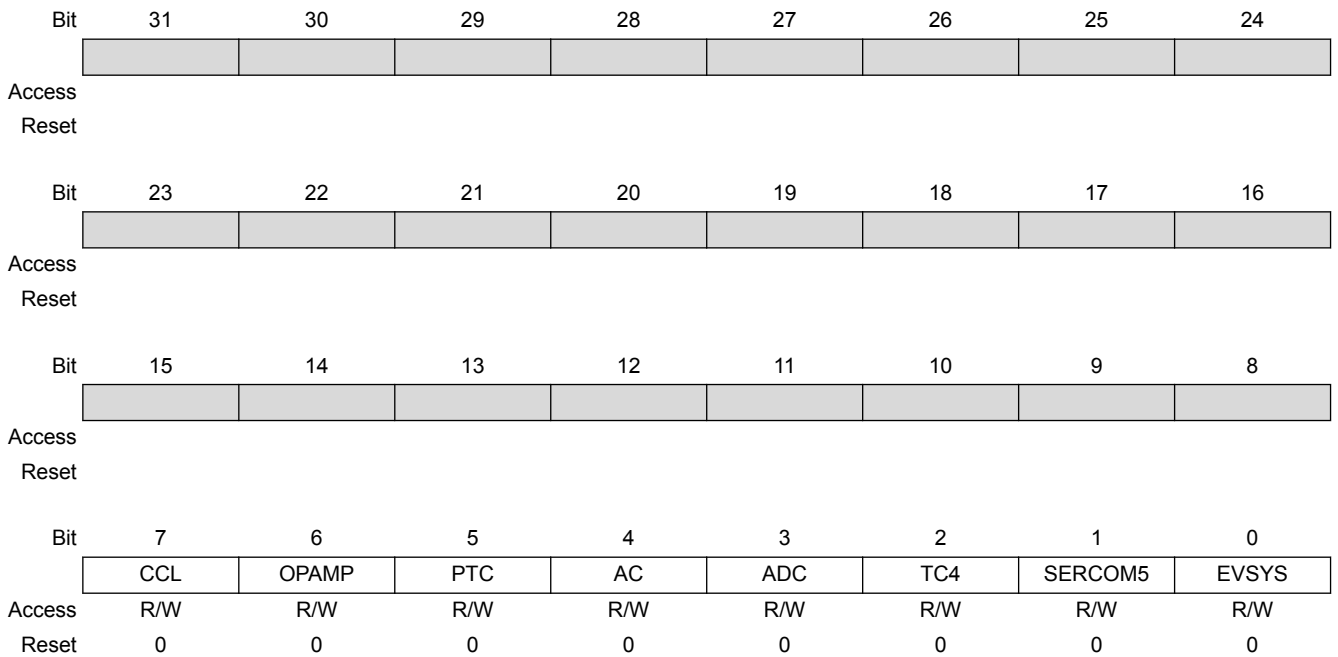 Bit 31 30 29 28 27 26 25 24
Access
Reset
Bit 23 22 21 20 19 18 17 16
Access
Reset
Bit 15 14 13 12 11 10 9 8
Access
Reset
Bit 7 6 5 4 3 2 1 0
CCL OPAMP PTC AC ADC TC4 SERCOM5 EVSYS
Access R/W R/W R/W R/W R/W R/W R/W R/W
Reset 0 0 0 0 0 0 0 0